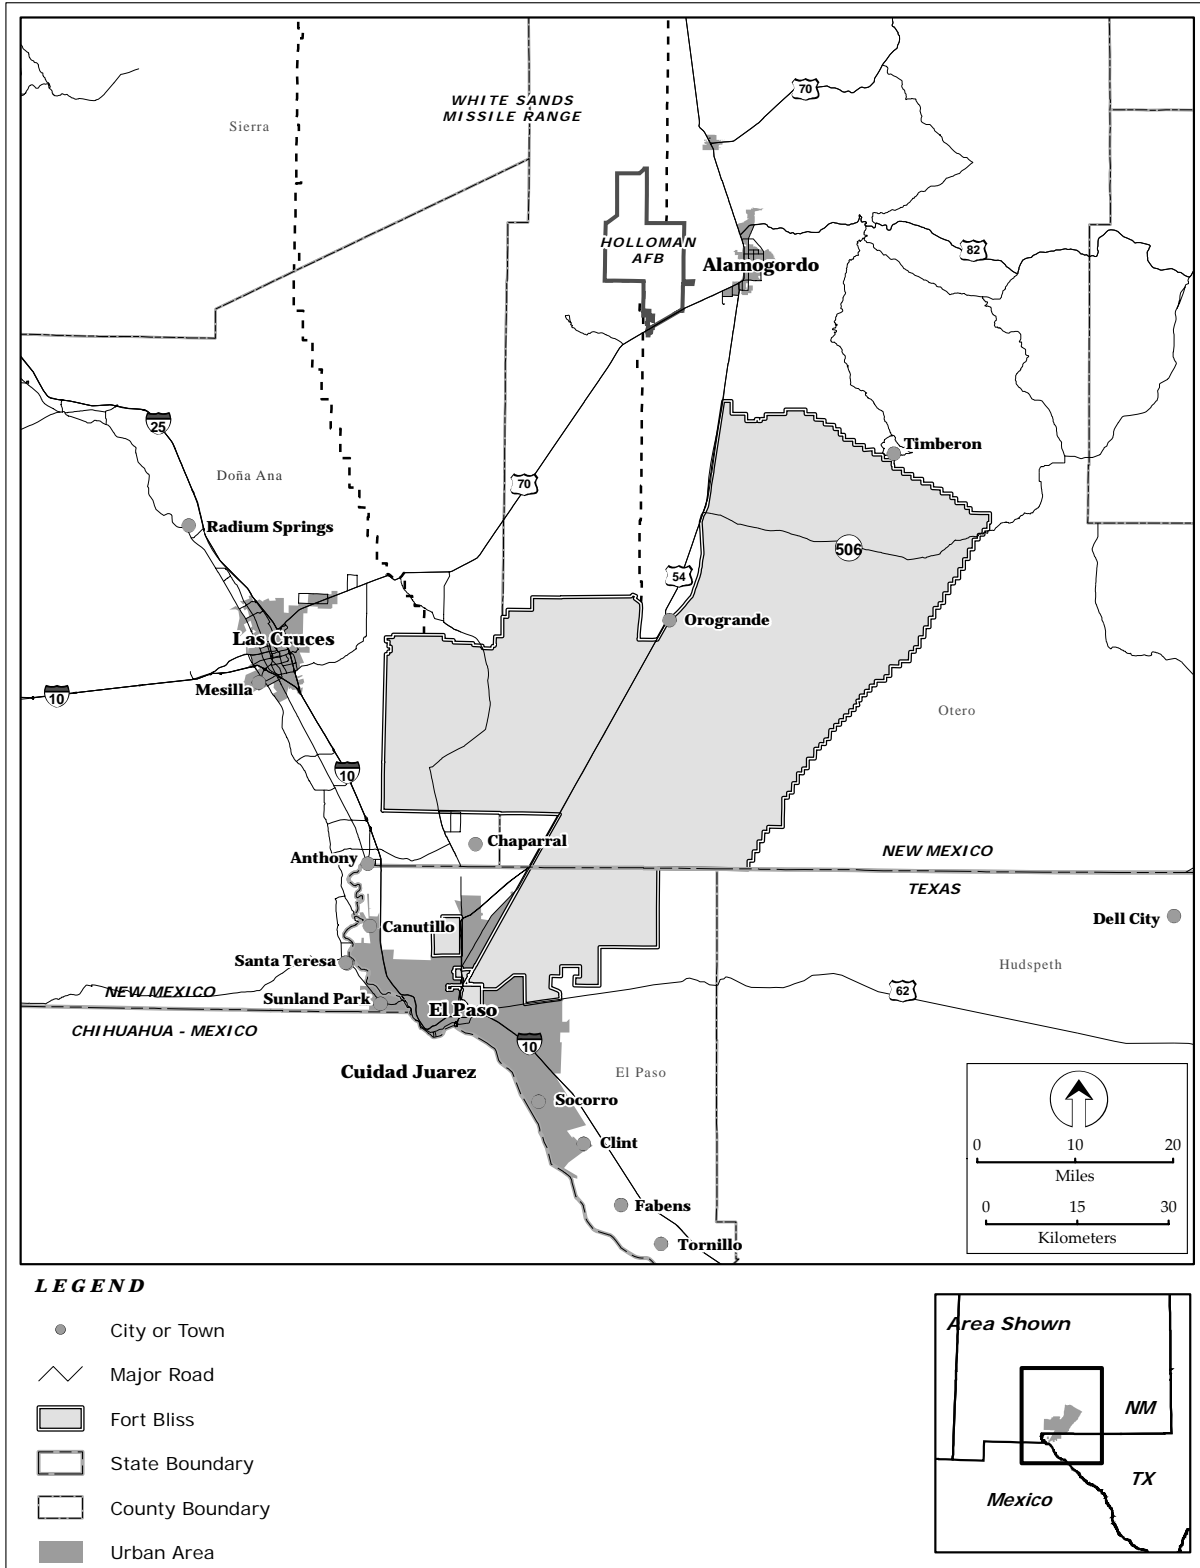 WHITE SANDS
MISSILE RANGE
70
Sierra
HOLLOMAN
AFB
Alamogordo
82
25
Timberon
Doña Ana
70
Radium Springs
506
54
Orogrande
Las Cruces
Mesilla
10
Otero
10
Chaparral
Anthony
NEW MEXICO
TEXAS
Dell City
Canutillo
Santa Teresa
Hudspeth
NEW MEXICO
Sunland Park
62
El Paso
CHIHUAHUA - MEXICO
10
Cuidad Juarez
El Paso
Socorro
Clint
Fabens
Tornillo
0 10 20
Miles
0 15 30
Kilometers
LEGEND
City or Town
Major Road
Fort Bliss
State Boundary
County Boundary
Urban Area
Area Shown
NM
TX
Mexico